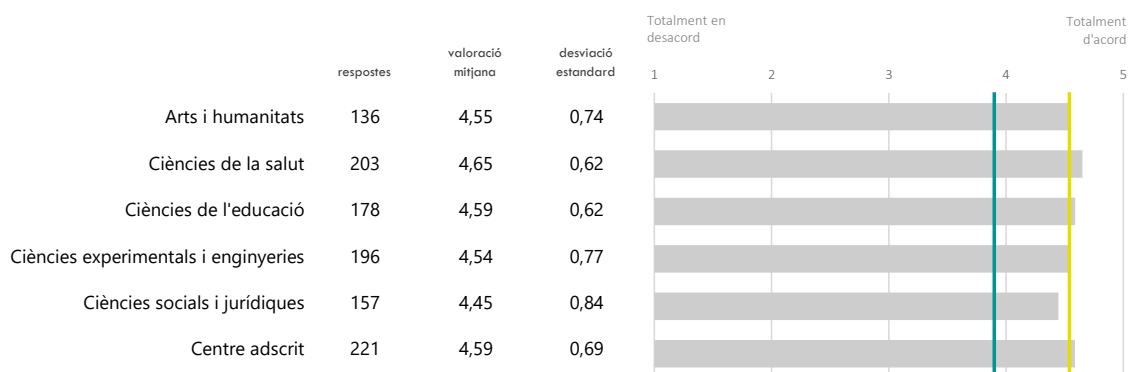 Totalment en
desacord
Totalment
d'acord
respostes
valoració
mitjana
desviació
estandard
1 2 3 4 5
Arts i humanitats 136 4,55 0,74
Ciències de la salut 203 4,65 0,62
Ciències de l'educació 178 4,59 0,62
Ciències experimentals i enginyeries 196 4,54 0,77
Ciències socials i jurídiques 157 4,45 0,84
Centre adscrit 221 4,59 0,69